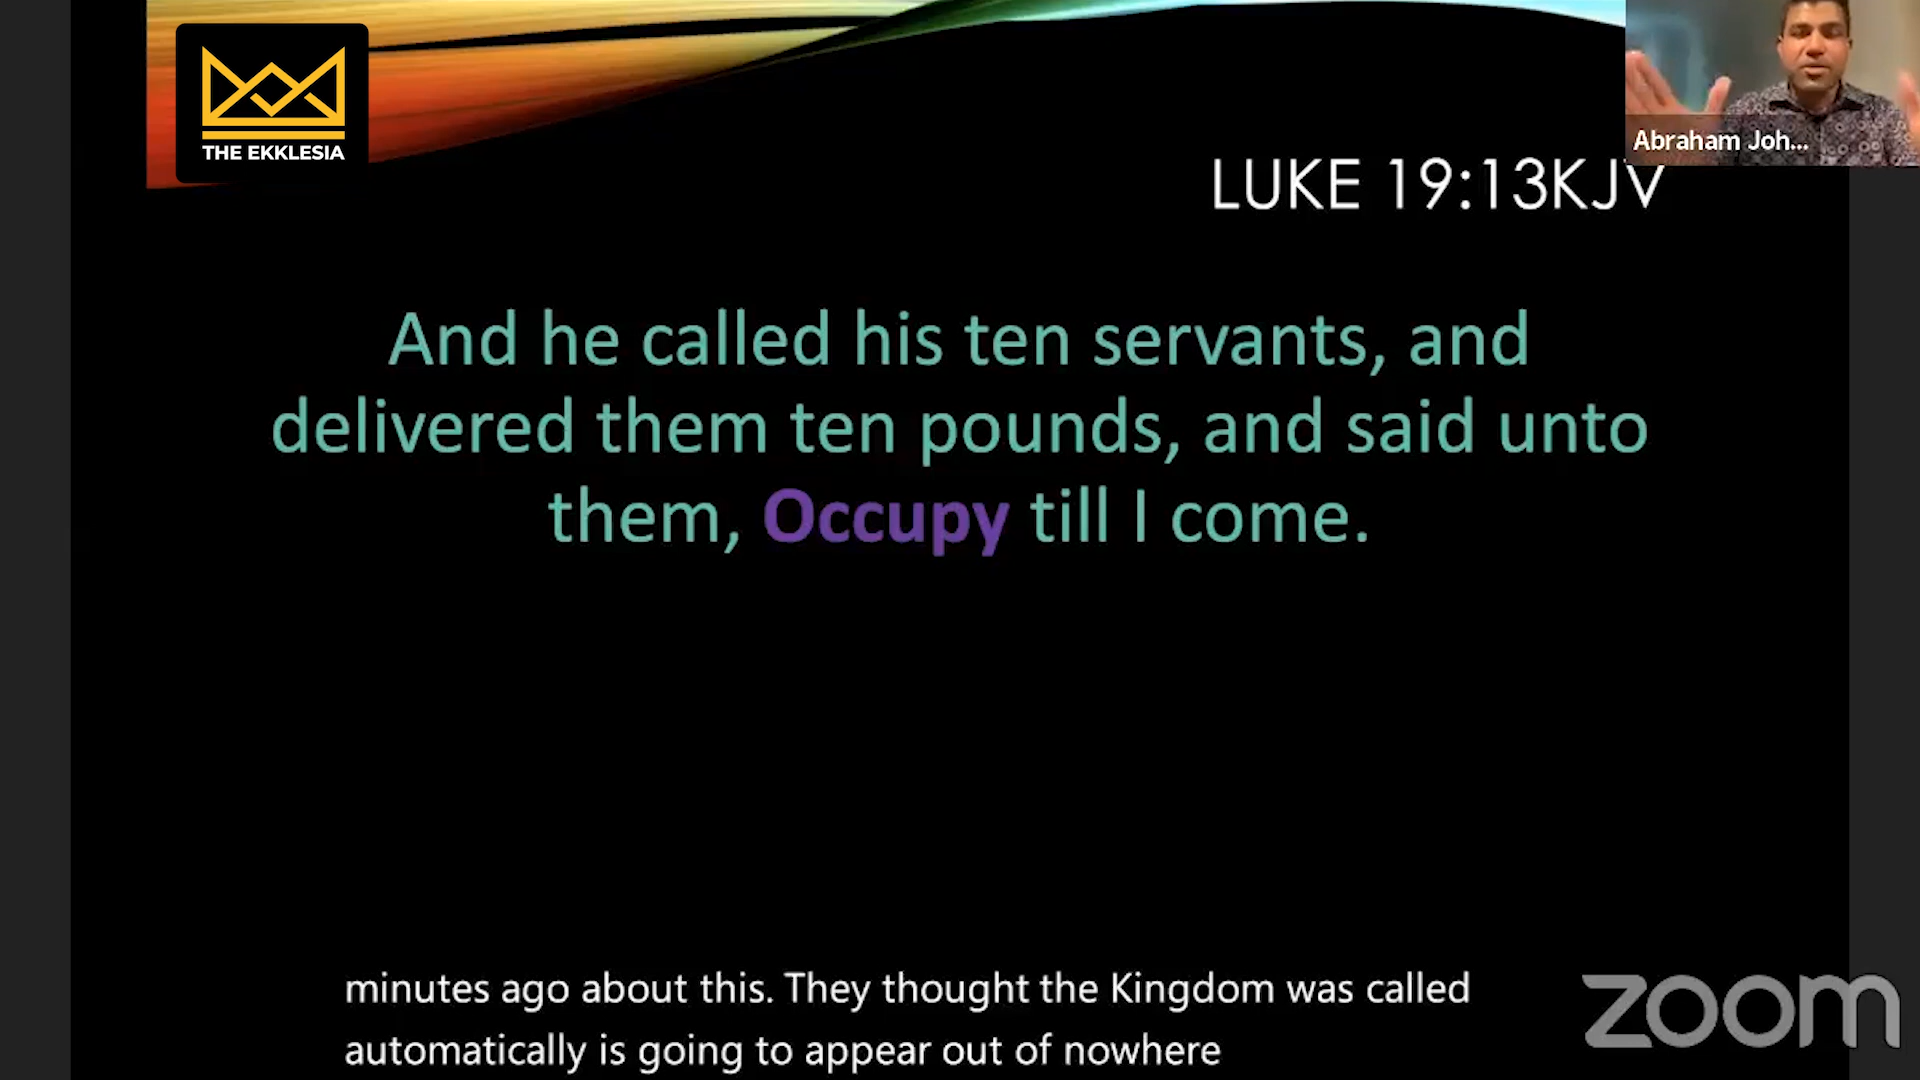 THE EKKLESIA
Abraham Joh...
LUKE 19:13KJV
And he called his ten servants, and
delivered them ten pounds, and said unto
them, Occupy till I come.
minutes ago about this. They thought the Kingdom was called
automatically is going to appear out of nowhere
zoom